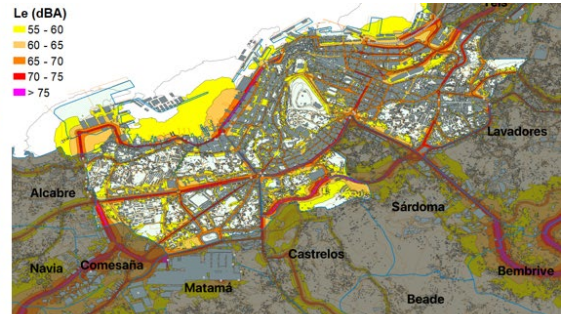 Le (dBA)
55 - 60
60 - 65
65 - 70
70 - 75
> 75
Teis
Lavadores
Alcabre
Sárdoma
Navia
Comesaña
Castrelos
Bembrive
Matamá
Beade